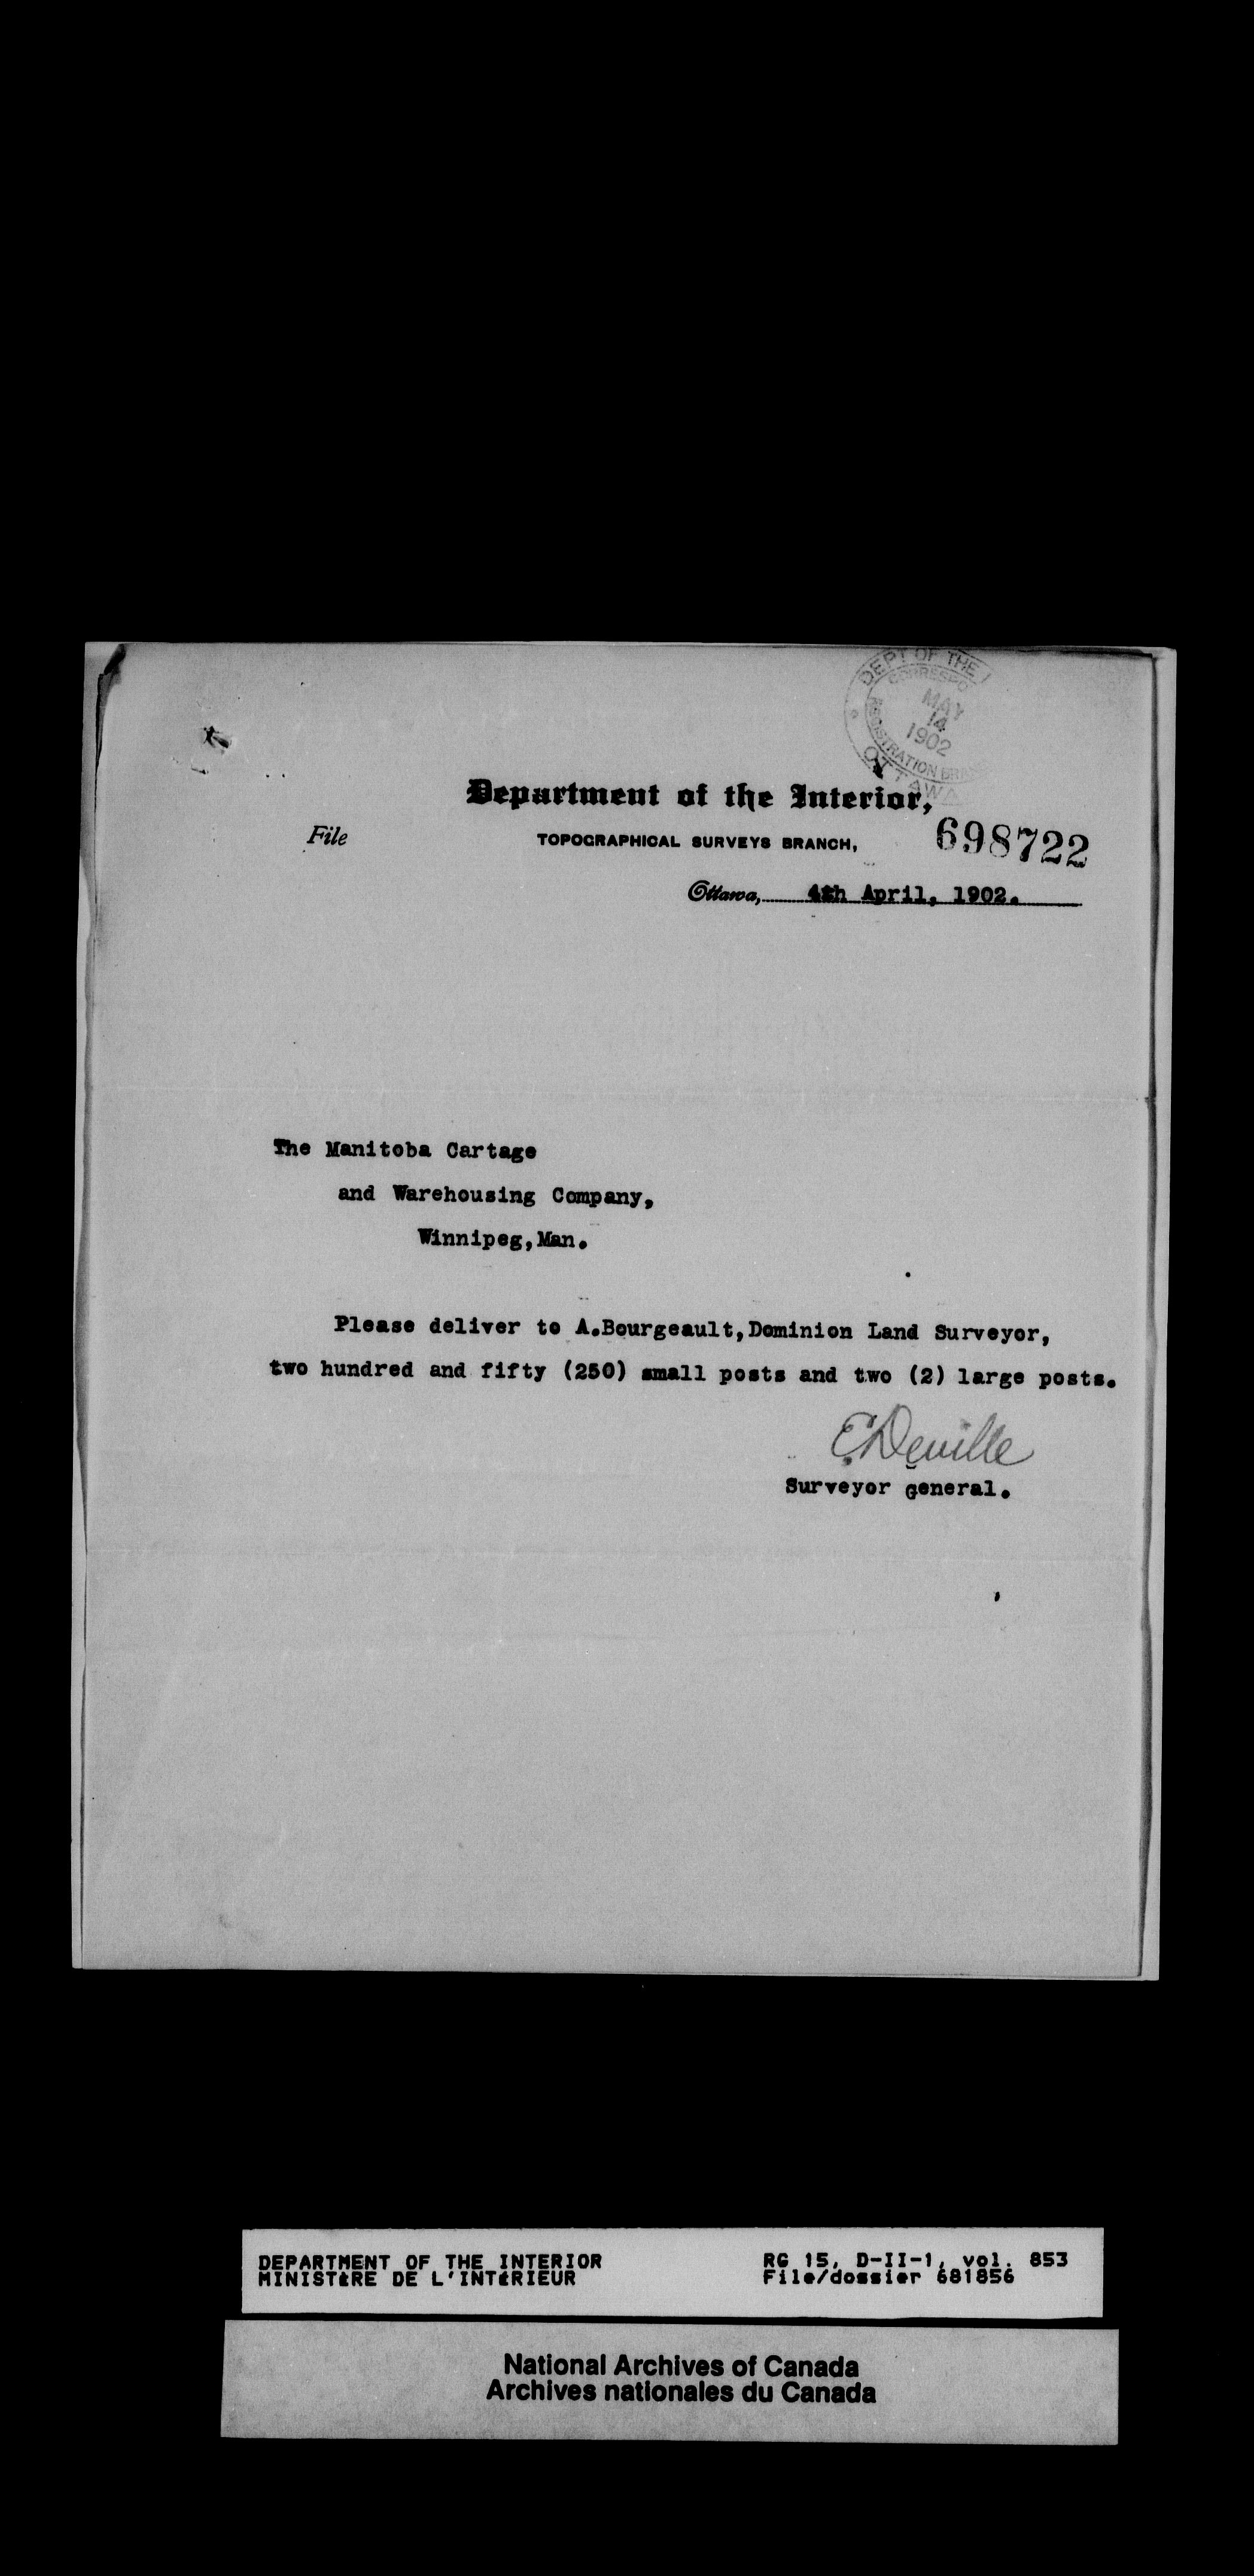 DEPT OF THE I
CORRESPO
MAY
14
1902
REGISTRATION BRAN
OTTAWA
Department of the Interior,
File
TOPOGRAPHICAL SURVEYS BRANCH,
698722
Ottawa, 4th April, 1902.
The Manitoba Cartage
and Warehousing Company,
Winnipeg,Man.
Please deliver to A.Bourgeault,Dominion Land Surveyor,
two hundred and fifty (250) small posts and two (2) large posts.
E. Deville
Surveyor General.
DEPARTMENT OF THE INTERIOR
MINISTÈRE DE L'INTÉRIEUR
RG 15, D-II-1, vol. 853
File/dossier 681856
National Archives of Canada
Archives nationales du Canada